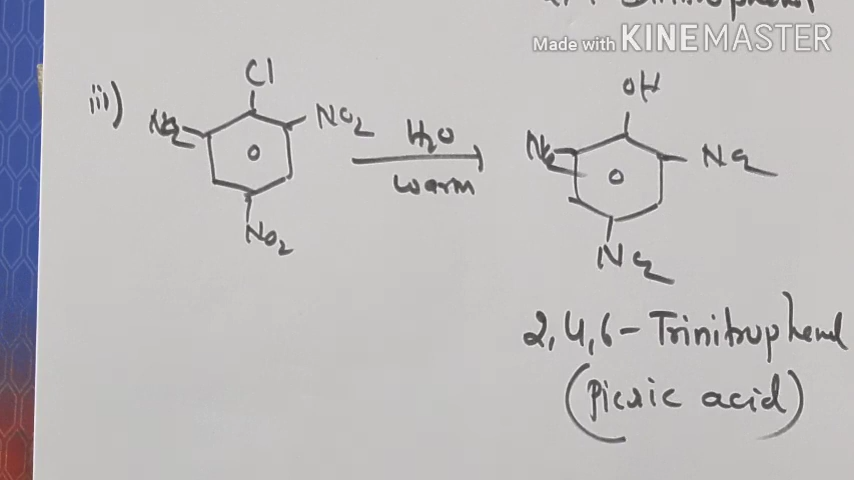 Made with KINEMASTER
iii)
Cl
NO2
NO2
NO2
H2O
warm
OH
NO2
NO2
NO2
2,4,6-Trinitrophenol
(Picric acid)